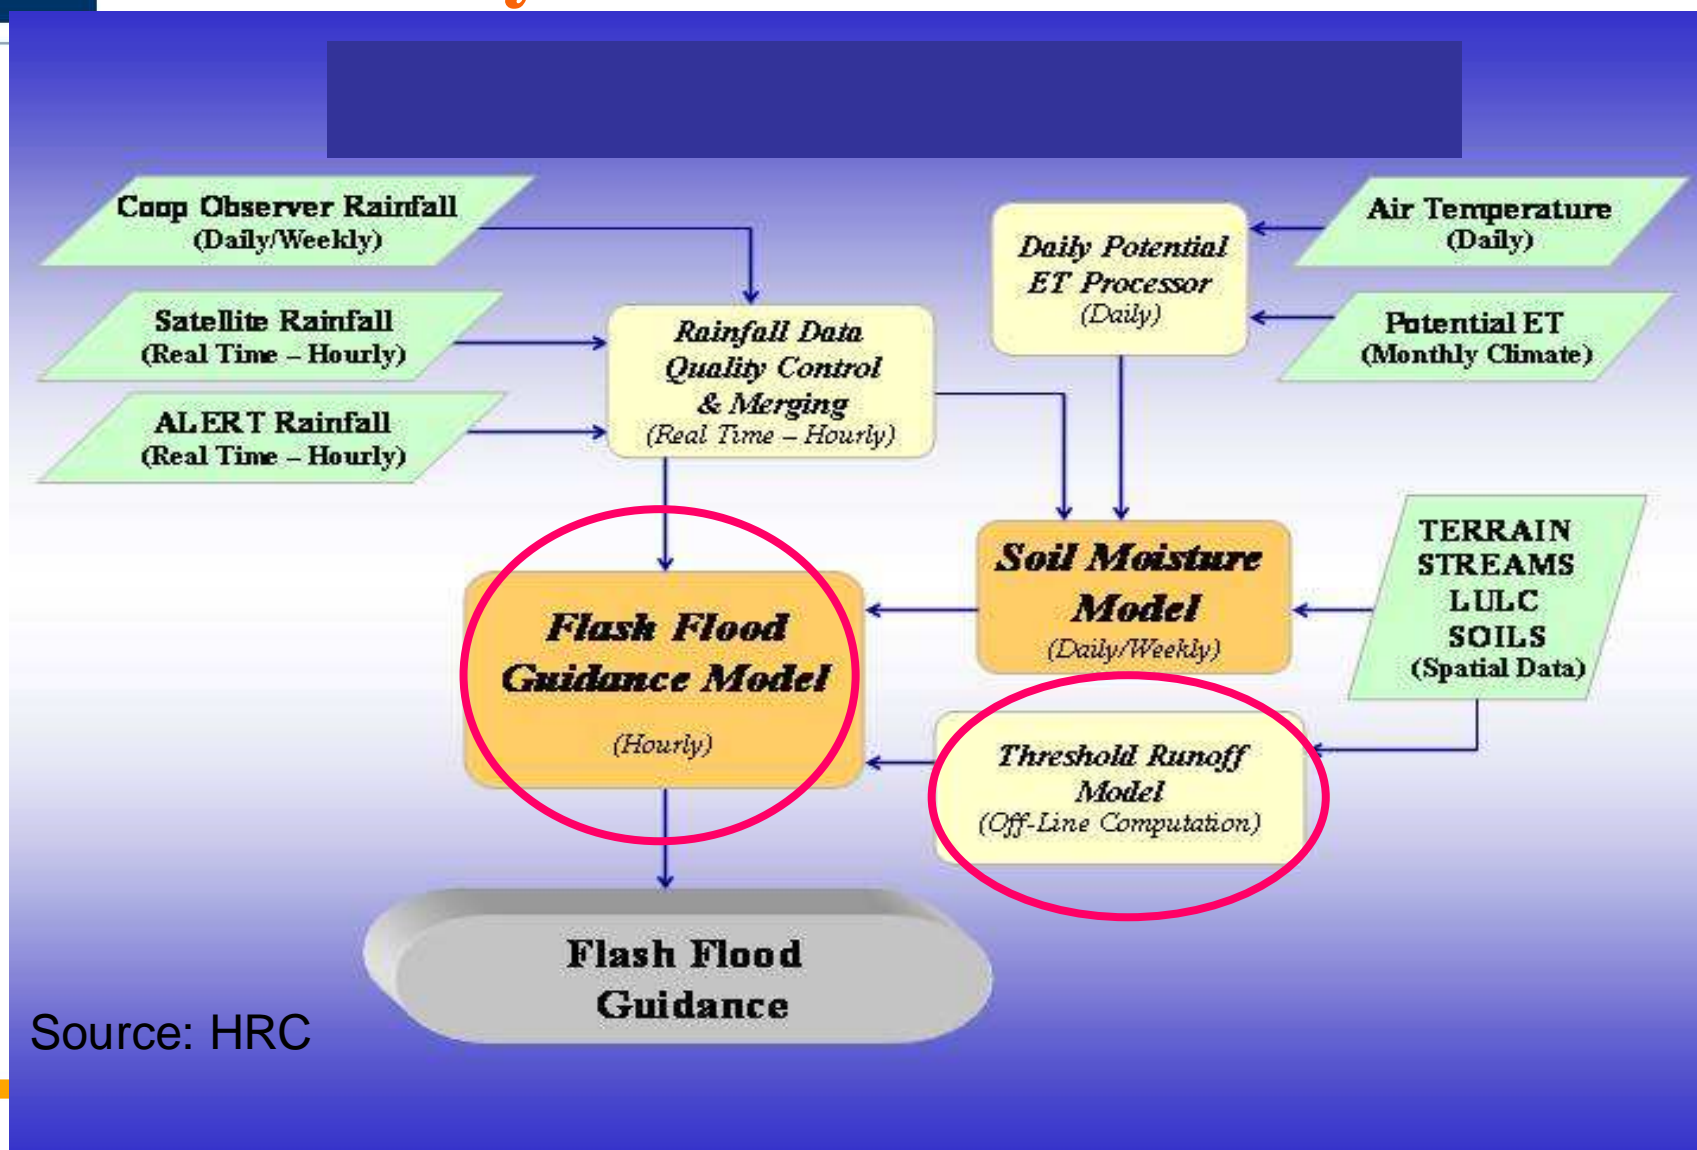 Coop Observer Rainfall
(Daily/Weekly)
Satellite Rainfall
(Real Time – Hourly)
ALERT Rainfall
(Real Time – Hourly)
Rainfall Data
Quality Control
& Merging
(Real Time – Hourly)
Daily Potential
ET Processor
(Daily)
Air Temperature
(Daily)
Potential ET
(Monthly Climate)
Soil Moisture
Model
(Daily/Weekly)
TERRAIN
STREAMS
LULC
SOILS
(Spatial Data)
Flash Flood
Guidance Model
(Hourly)
Threshold Runoff
Model
(Off-Line Computation)
Flash Flood
Guidance
Source: HRC